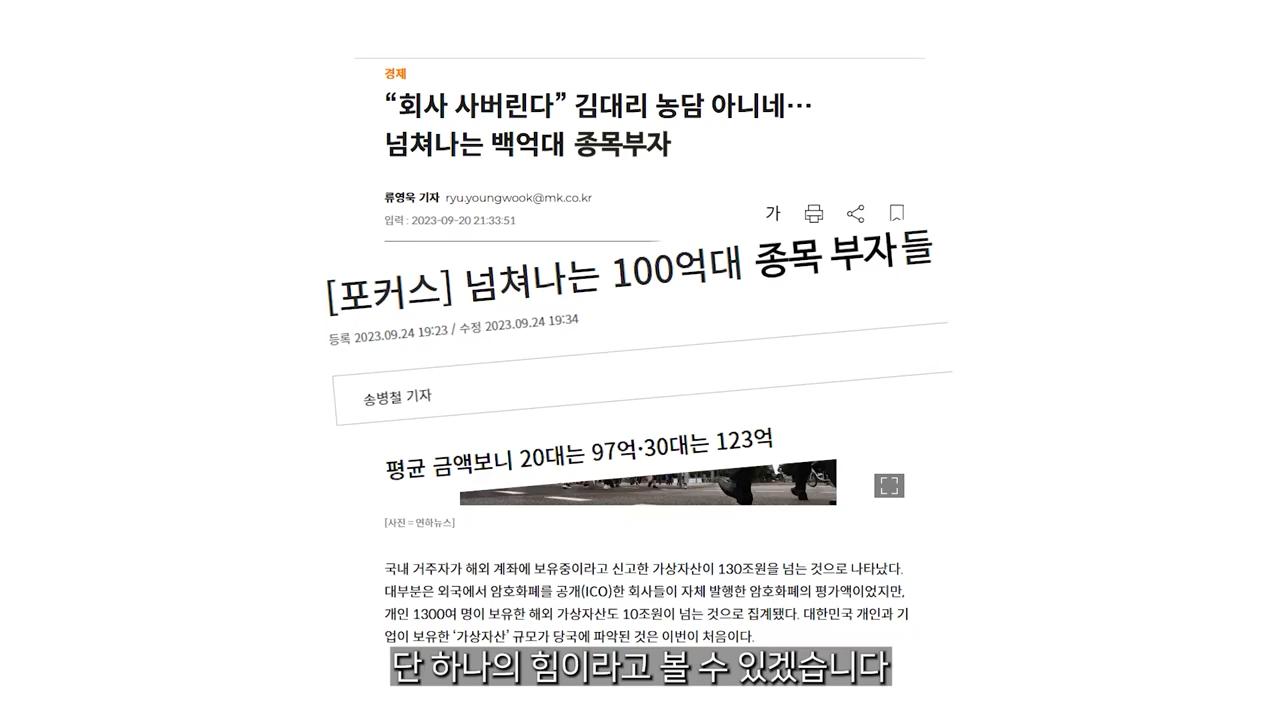 경제
“회사 사버린다” 김대리 농담 아니네…
넘쳐나는 백억대 종목부자
류영욱 기자 ryu.youngwook@mk.co.kr
입력 : 2023-09-20 21:33:51
가
[포커스] 넘쳐나는 100억대 종목 부자들
등록 2023.09.24 19:23 / 수정 2023.09.24 19:34
송병철 기자
평균 금액보니 20대는 97억·30대는 123억
[사진 = 연하뉴스]
국내 거주자가 해외 계좌에 보유중이라고 신고한 가상자산이 130조원을 넘는 것으로 나타났다.
대부분은 외국에서 암호화폐를 공개(ICO)한 회사들이 자체 발행한 암호화폐의 평가액이었지만,
개인 1300여 명이 보유한 해외 가상자산도 10조원이 넘는 것으로 집계됐다. 대한민국 개인과 기
업이 보유한 ‘가상자산’ 규모가 당국에 파악된 것은 이번이 처음이다.
단 하나의 힘이라고 볼 수 있겠습니다